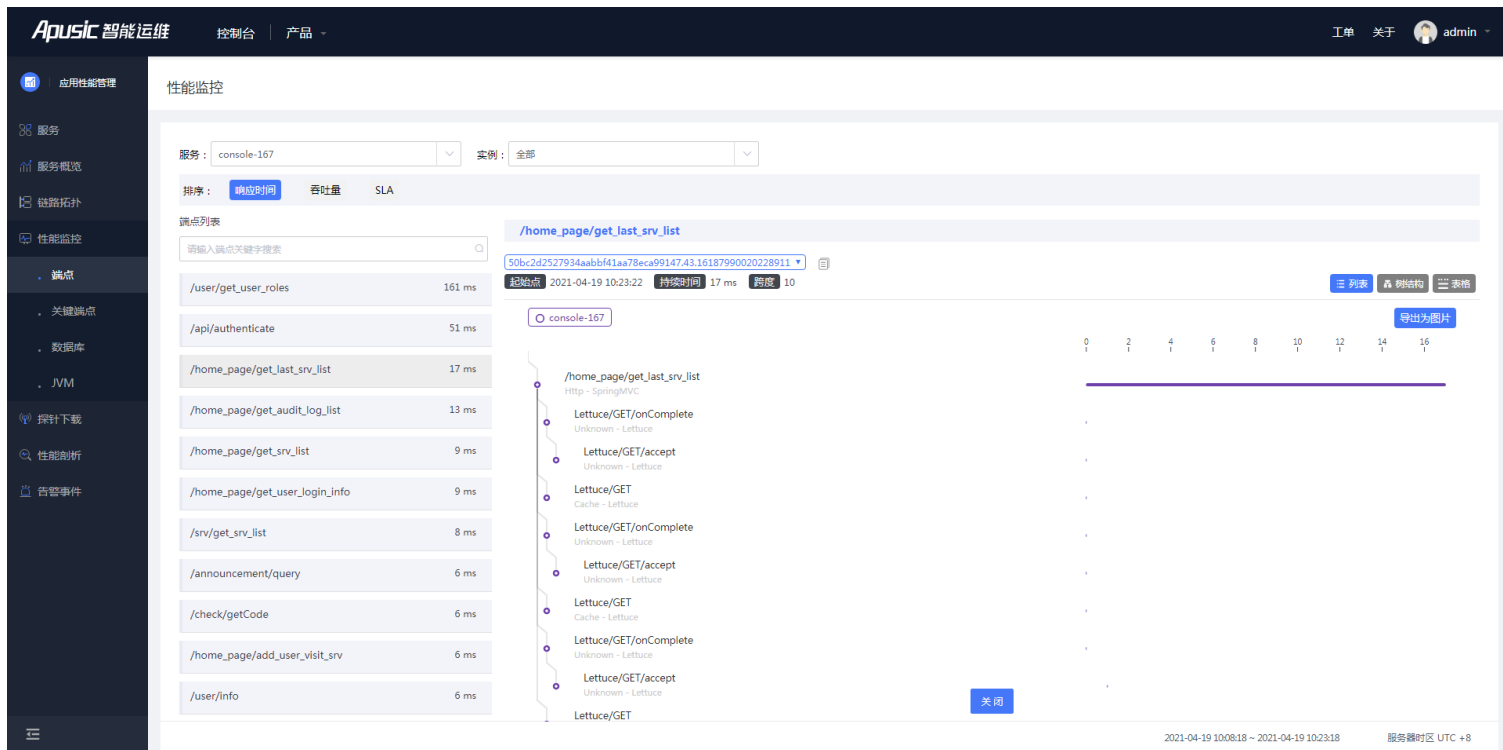 Apusic 智能运维 控制台 产品 工单 关于 admin
应用性能管理
服务
服务概览
链路拓扑
性能监控
端点
关键端点
数据库
JVM
探针下载
性能剖析
告警事件
性能监控
服务： console-167 实例： 全部
排序： 响应时间 吞吐量 SLA
端点列表
请输入端点关键字搜索
/user/get_user_roles 161 ms
/api/authenticate 51 ms
/home_page/get_last_srv_list 17 ms
/home_page/get_audit_log_list 13 ms
/home_page/get_srv_list 9 ms
/home_page/get_user_login_info 9 ms
/srv/get_srv_list 8 ms
/announcement/query 6 ms
/check/getCode 6 ms
/home_page/add_user_visit_srv 6 ms
/user/info 6 ms
/home_page/get_last_srv_list
50bc2d2527934aabbf41aa78eca99147.43.16187990020228911
起始点 2021-04-19 10:23:22 持续时间 17 ms 跨度 10
列表 树结构 表格
console-167 导出为图片
0 2 4 6 8 10 12 14 16
/home_page/get_last_srv_list
Http - SpringMVC
Lettuce/GET/onComplete
Unknown - Lettuce
Lettuce/GET/accept
Unknown - Lettuce
Lettuce/GET
Cache - Lettuce
Lettuce/GET/onComplete
Unknown - Lettuce
Lettuce/GET/accept
Unknown - Lettuce
Lettuce/GET
Cache - Lettuce
Lettuce/GET/onComplete
Unknown - Lettuce
Lettuce/GET/accept
Unknown - Lettuce
Lettuce/GET
关 闭
2021-04-19 10:08:18 ~ 2021-04-19 10:23:18 服务器时区 UTC +8